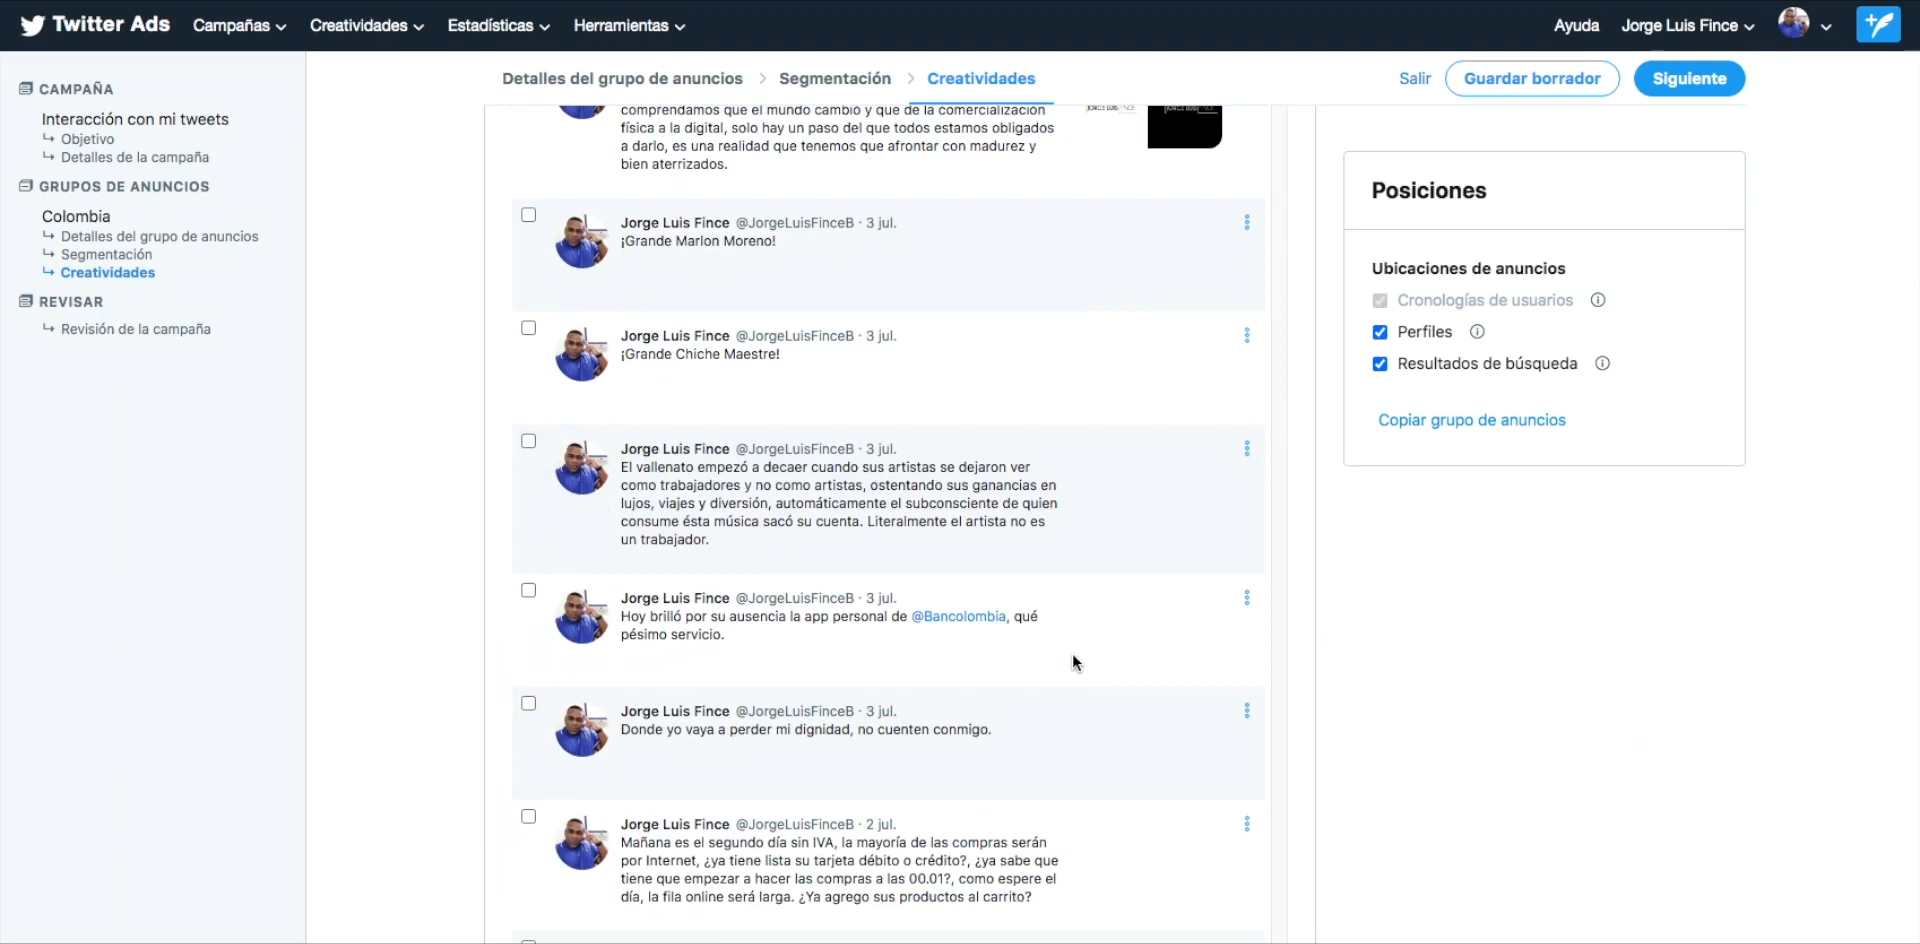 Twitter Ads
Campañas
Creatividades
Estadísticas
Herramientas
Ayuda
Jorge Luis Fince
CAMPAÑA
Interacción con mi tweets
Objetivo
Detalles de la campaña
GRUPOS DE ANUNCIOS
Colombia
Detalles del grupo de anuncios
Segmentación
Creatividades
REVISAR
Revisión de la campaña
Detalles del grupo de anuncios
Segmentación
Creatividades
Salir
Guardar borrador
Siguiente
comprendamos que el mundo cambió y que de la comercialización
física a la digital, solo hay un paso del que todos estamos obligados
a darlo, es una realidad que tenemos que afrontar con madurez y
bien aterrizados.
Jorge Luis Fince @JorgeLuisFinceB · 3 jul.
¡Grande Marlon Moreno!
Jorge Luis Fince @JorgeLuisFinceB · 3 jul.
¡Grande Chiche Maestre!
Jorge Luis Fince @JorgeLuisFinceB · 3 jul.
El vallenato empezó a decaer cuando sus artistas se dejaron ver
como trabajadores y no como artistas, ostentando sus ganancias en
lujos, viajes y diversión, automáticamente el subconsciente de quien
consume ésta música sacó su cuenta. Literalmente el artista no es
un trabajador.
Jorge Luis Fince @JorgeLuisFinceB · 3 jul.
Hoy brilló por su ausencia la app personal de @Bancolombia, qué
pésimo servicio.
Jorge Luis Fince @JorgeLuisFinceB · 3 jul.
Donde yo vaya a perder mi dignidad, no cuenten conmigo.
Jorge Luis Fince @JorgeLuisFinceB · 2 jul.
Mañana es el segundo día sin IVA, la mayoría de las compras serán
por Internet, ¿ya tiene lista su tarjeta débito o crédito?, ¿ya sabe que
tiene que empezar a hacer las compras a las 00.01?, como espere el
día, la fila online será larga. ¿Ya agrego sus productos al carrito?
Posiciones
Ubicaciones de anuncios
Cronologías de usuarios
Perfiles
Resultados de búsqueda
Copiar grupo de anuncios